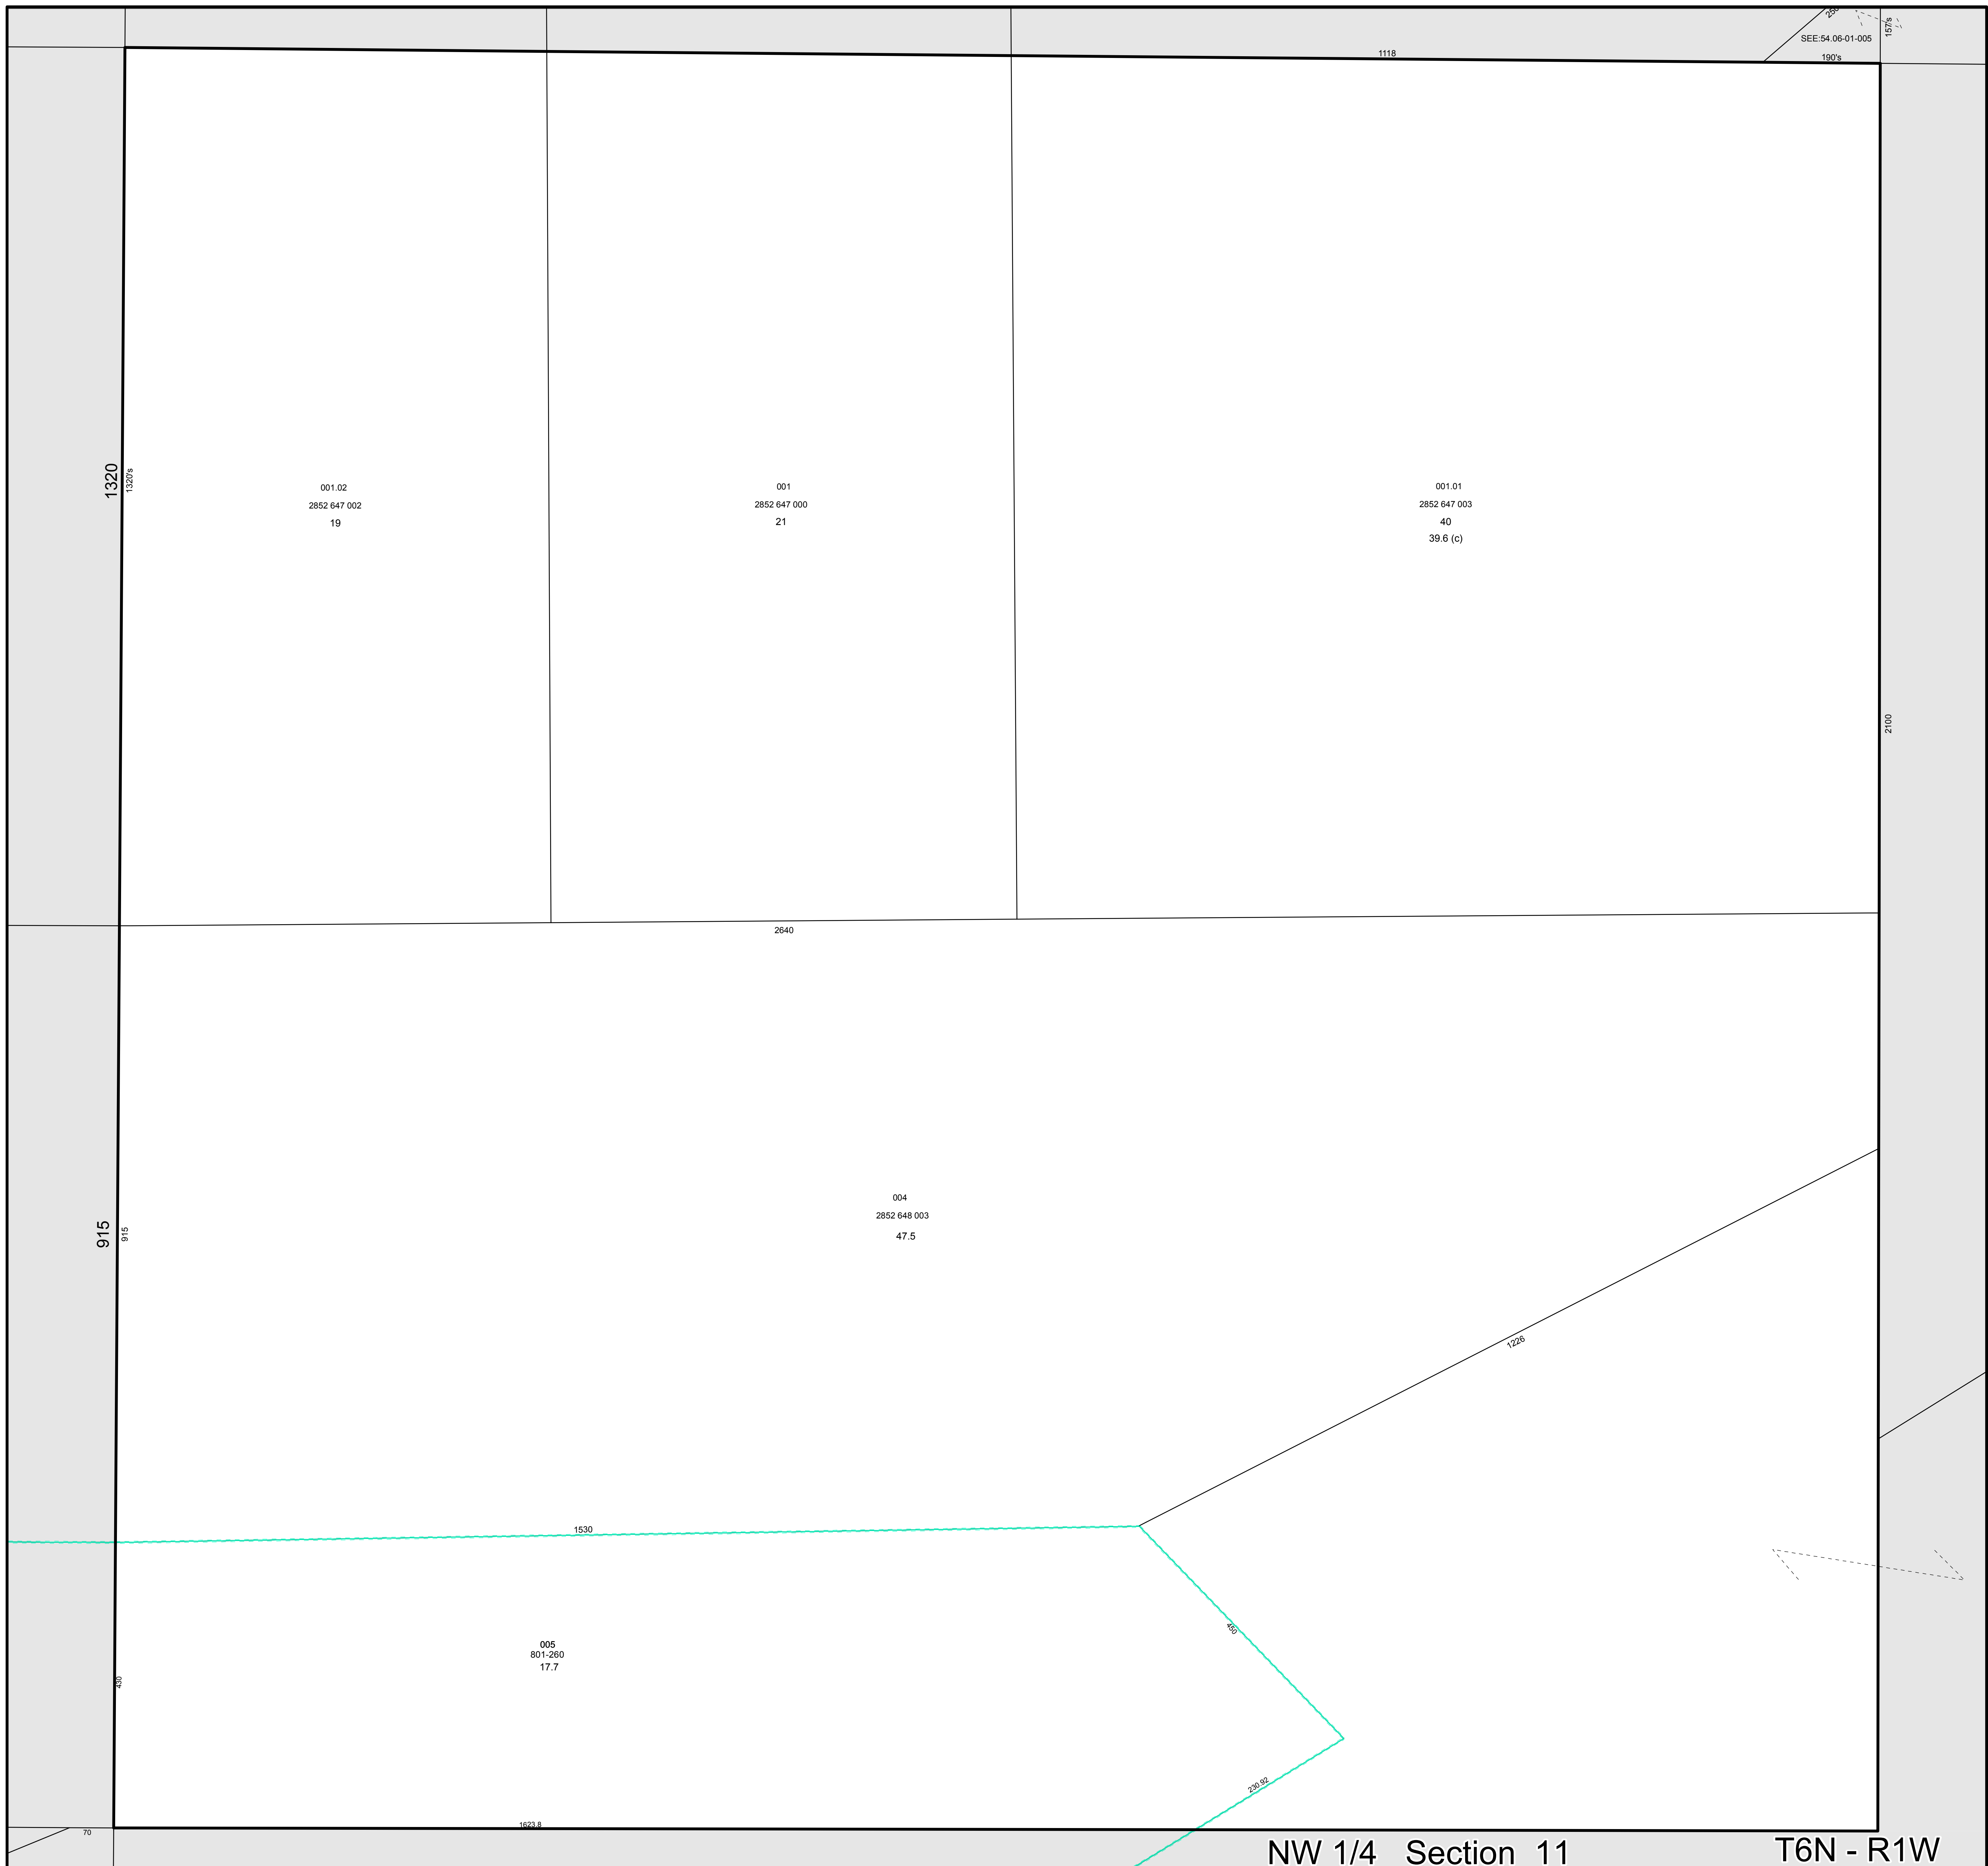 250
157's
SEE:54.06-01-005
1118
190's
1320
1320's
001.02
2852 647 002
19
001
2852 647 000
21
001.01
2852 647 003
40
39.6 (c)
2100
2640
004
2852 648 003
47.5
915
915
1226
1530
450
005
801-260
17.7
430
230.92
1623.8
70
NW 1/4 Section 11
T6N - R1W